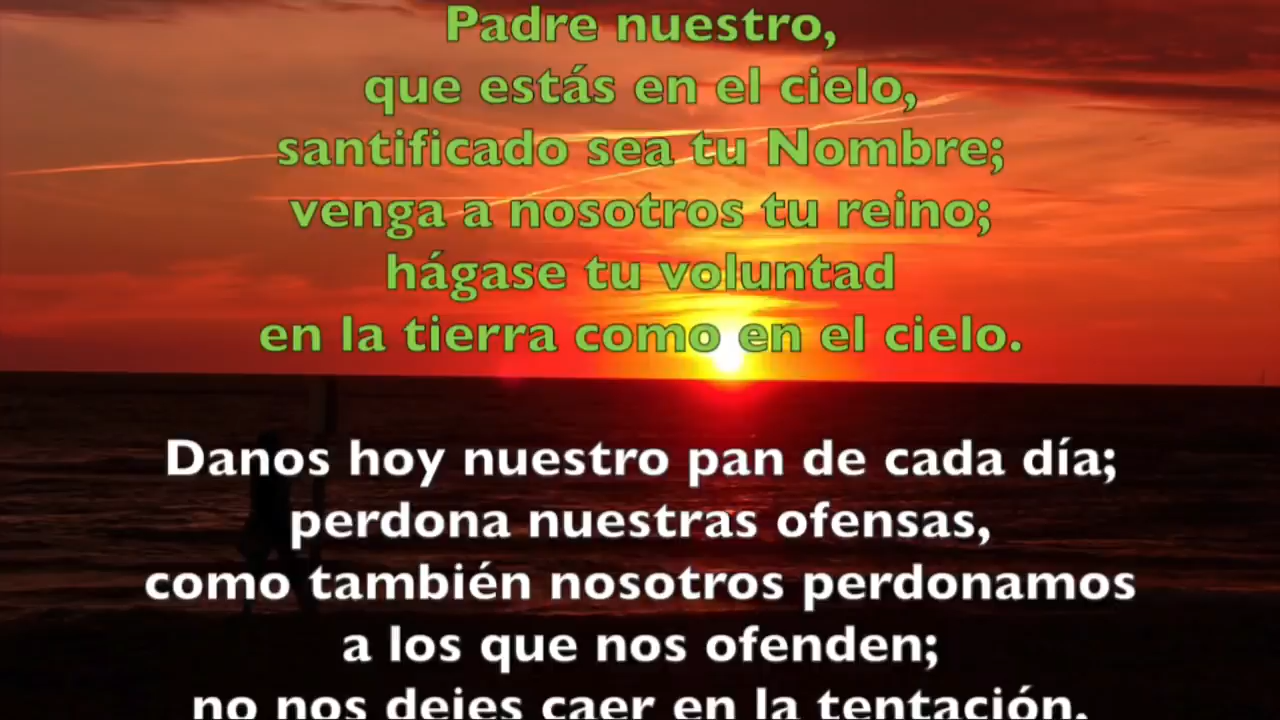 Padre nuestro,
que estás en el cielo,
santificado sea tu Nombre;
venga a nosotros tu reino;
hágase tu voluntad
en la tierra como en el cielo.
Danos hoy nuestro pan de cada día;
perdona nuestras ofensas,
como también nosotros perdonamos
a los que nos ofenden;
no nos dejes caer en la tentación,